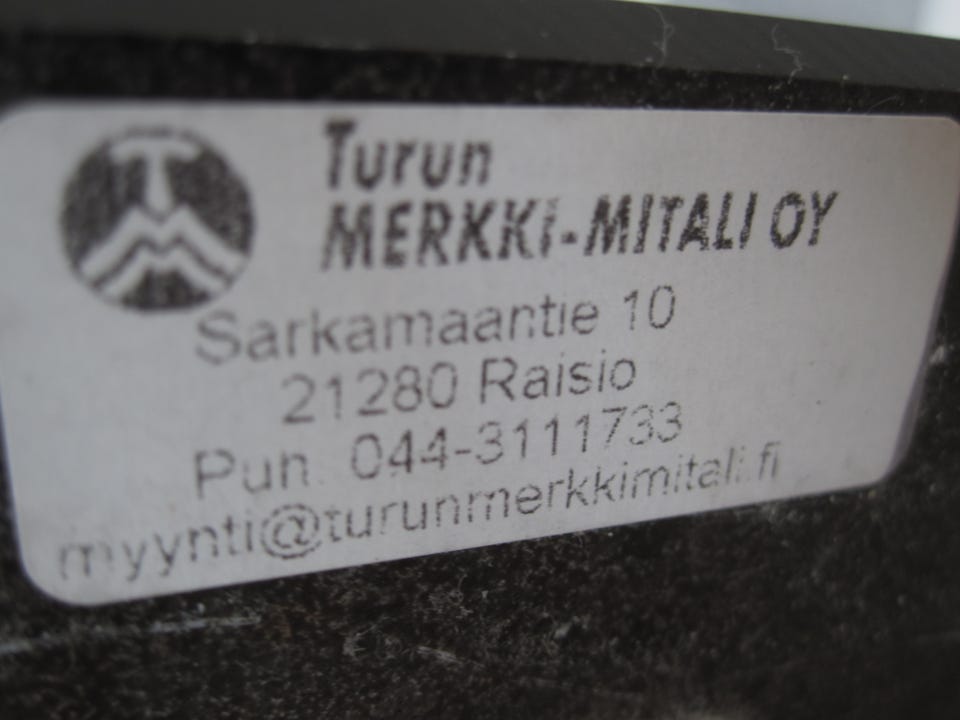 Turun
MERKKI-MITALI OY
Sarkamaantie 10
21280 Raisio
Puh. 044-3111733
myynti@turunmerkkimitali.fi